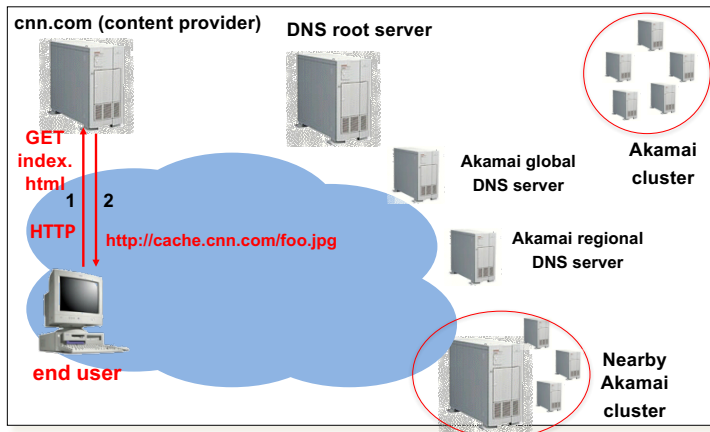 cnn.com (content provider)
DNS root server
GET
index.
html
1
2
HTTP
http://cache.cnn.com/foo.jpg
end user
Akamai global
DNS server
Akamai
cluster
Akamai regional
DNS server
Nearby
Akamai
cluster